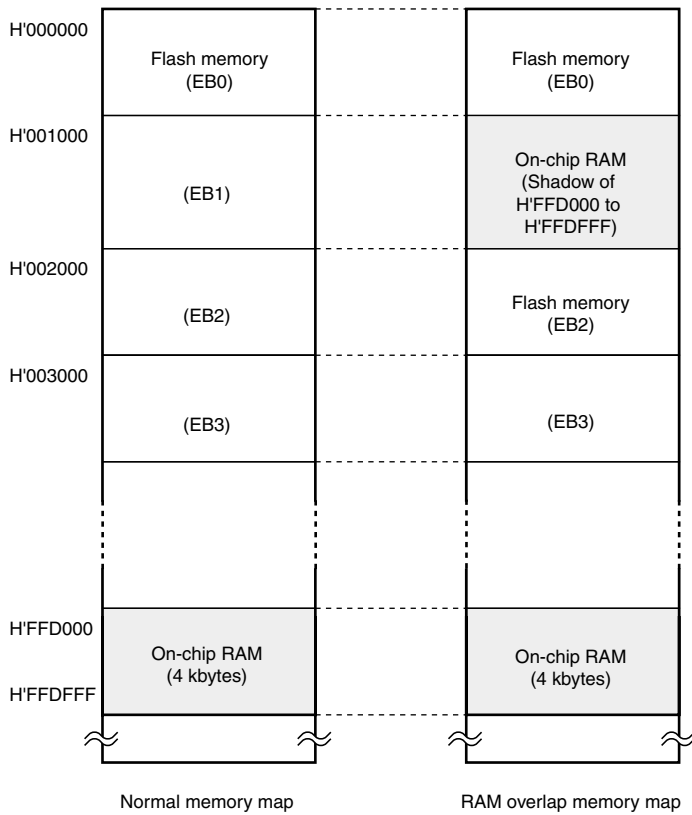 H'000000
Flash memory
(EB0)
Flash memory
(EB0)
H'001000
(EB1)
On-chip RAM
(Shadow of
H'FFD000 to
H'FFDFFF)
H'002000
(EB2)
Flash memory
(EB2)
H'003000
(EB3)
(EB3)
H'FFD000
On-chip RAM
(4 kbytes)
On-chip RAM
(4 kbytes)
H'FFDFFF
Normal memory map
RAM overlap memory map